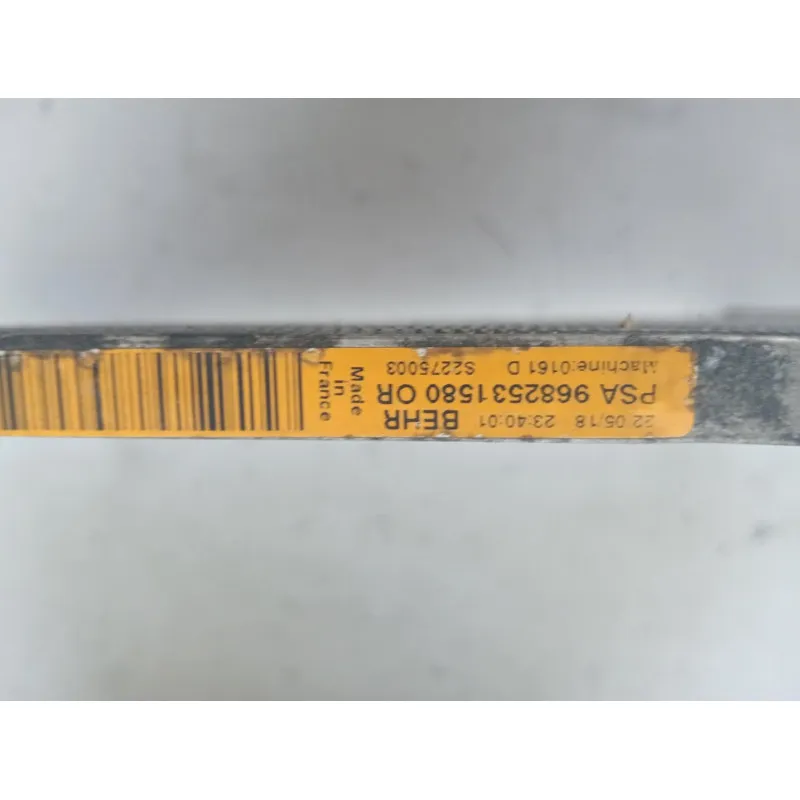 22 05/18 23:40:01
BEHR
PSA 9682531580 OR
Machine:0161 D S2275003
Made
in
France